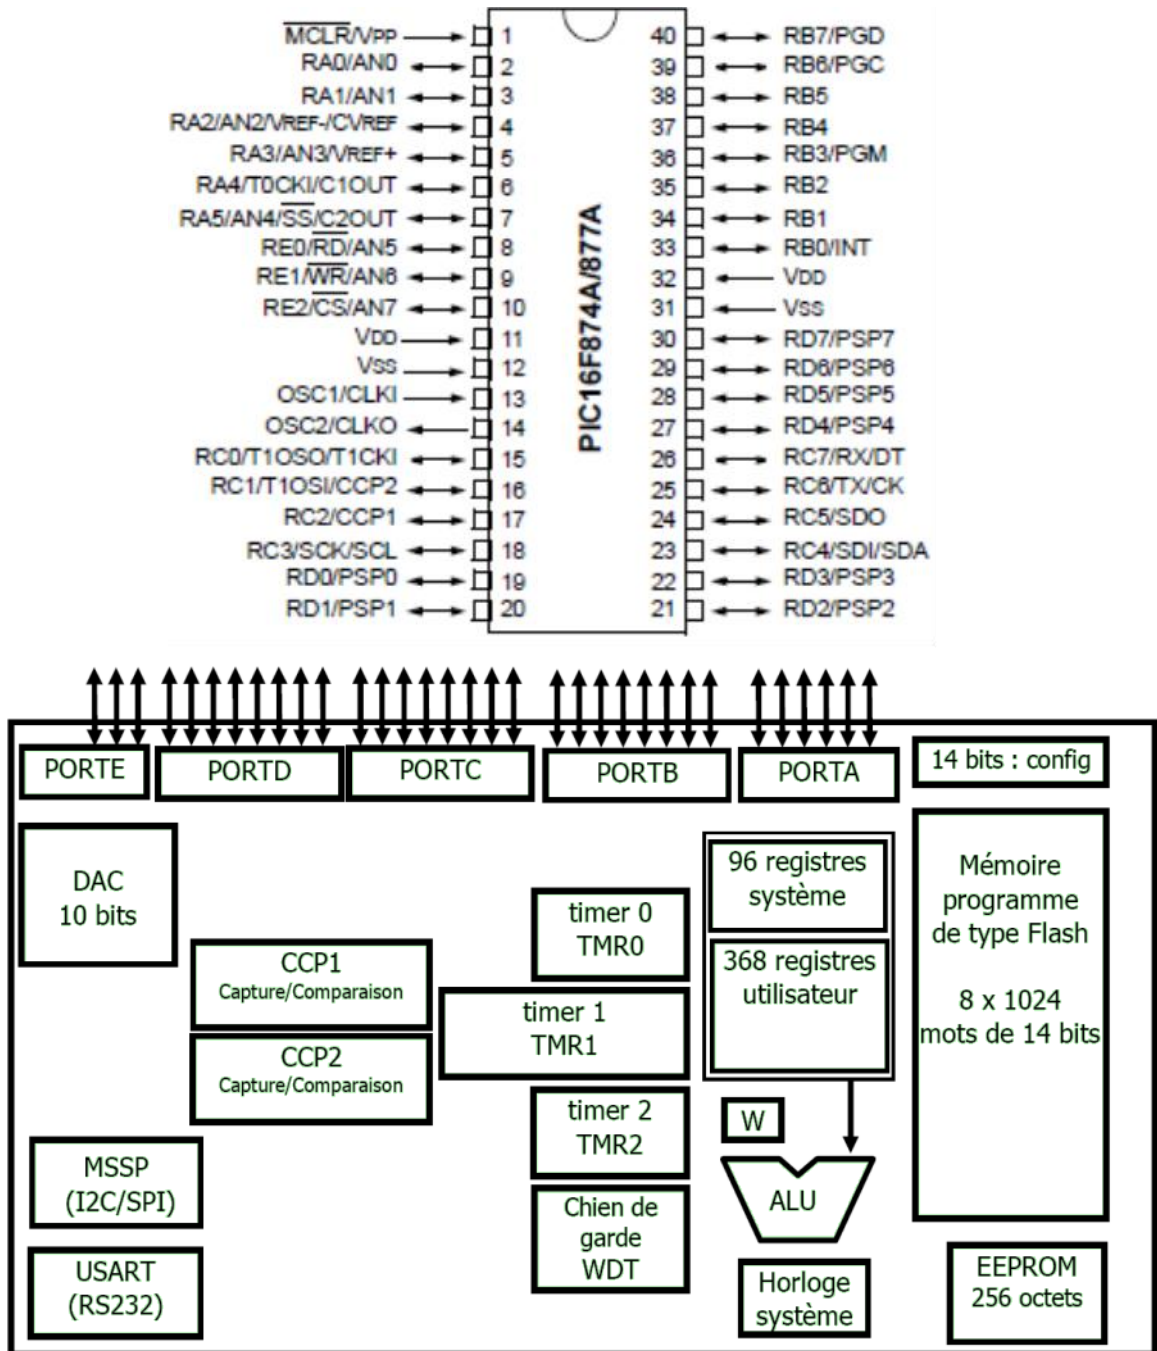 MCLR/VPP 1
RA0/AN0 2
RA1/AN1 3
RA2/AN2/VREF-/CVREF 4
RA3/AN3/VREF+ 5
RA4/T0CKI/C1OUT 6
RA5/AN4/SS/C2OUT 7
RE0/RD/AN5 8
RE1/WR/AN6 9
RE2/CS/AN7 10
VDD 11
VSS 12
OSC1/CLKI 13
OSC2/CLKO 14
RC0/T1OSO/T1CKI 15
RC1/T1OSI/CCP2 16
RC2/CCP1 17
RC3/SCK/SCL 18
RD0/PSP0 19
RD1/PSP1 20
PIC16F874A/877A
40 RB7/PGD
39 RB6/PGC
38 RB5
37 RB4
36 RB3/PGM
35 RB2
34 RB1
33 RB0/INT
32 VDD
31 VSS
30 RD7/PSP7
29 RD6/PSP6
28 RD5/PSP5
27 RD4/PSP4
26 RC7/RX/DT
25 RC6/TX/CK
24 RC5/SDO
23 RC4/SDI/SDA
22 RD3/PSP3
21 RD2/PSP2
PORTE
PORTD
PORTC
PORTB
PORTA
14 bits : config
DAC
10 bits
CCP1
Capture/Comparaison
CCP2
Capture/Comparaison
MSSP
(I2C/SPI)
USART
(RS232)
timer 0
TMR0
timer 1
TMR1
timer 2
TMR2
Chien de
garde
WDT
96 registres
système
368 registres
utilisateur
W
ALU
Horloge
système
Mémoire
programme
de type Flash
8 x 1024
mots de 14 bits
EEPROM
256 octets